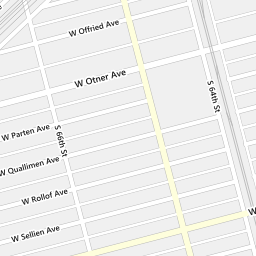 W Offried Ave
W Otner Ave
S 64th St
W Parten Ave
S 66th St
W Quallimen Ave
W Rollof Ave
W
W Sellien Ave